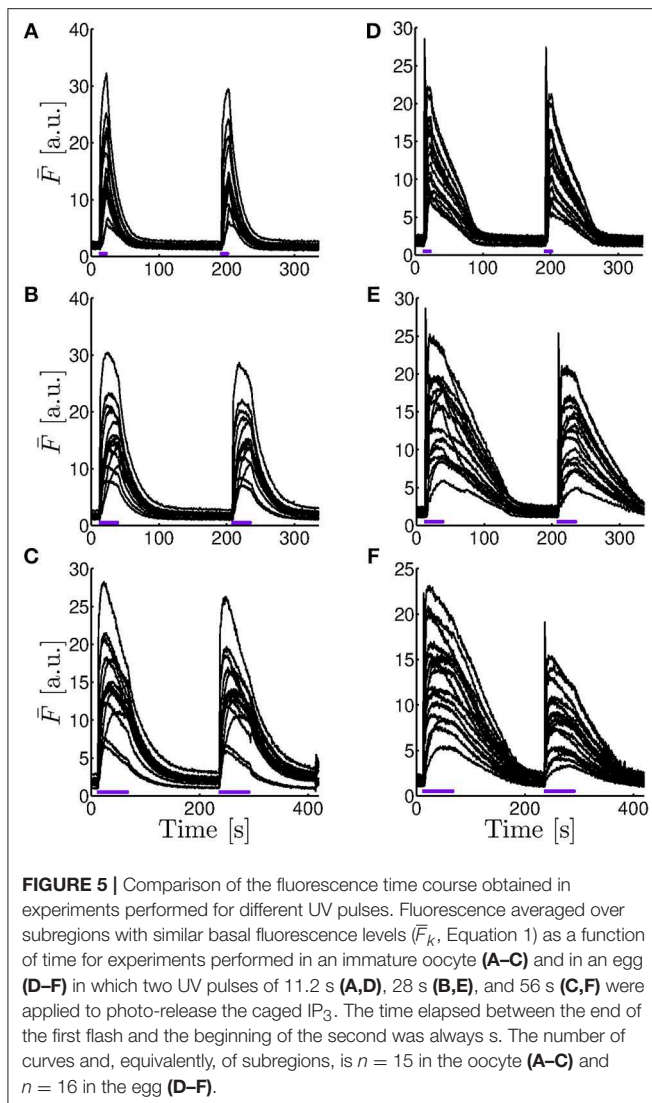 A
F̄ [a.u.]
40
30
20
10
0
0 100 200 300
B
F̄ [a.u.]
40
30
20
10
0
0 100 200 300
C
F̄ [a.u.]
30
25
20
15
10
5
0
0 200 400
Time [s]
D
30
25
20
15
10
5
0
0 100 200 300
E
30
25
20
15
10
5
0
0 100 200 300
F
25
20
15
10
5
0
0 200 400
Time [s]
FIGURE 5 | Comparison of the fluorescence time course obtained in
experiments performed for different UV pulses. Fluorescence averaged over
subregions with similar basal fluorescence levels (F̄ₖ, Equation 1) as a function
of time for experiments performed in an immature oocyte (A–C) and in an egg
(D–F) in which two UV pulses of 11.2 s (A,D), 28 s (B,E), and 56 s (C,F) were
applied to photo-release the caged IP₃. The time elapsed between the end of
the first flash and the beginning of the second was always s. The number of
curves and, equivalently, of subregions, is n = 15 in the oocyte (A–C) and
n = 16 in the egg (D–F).